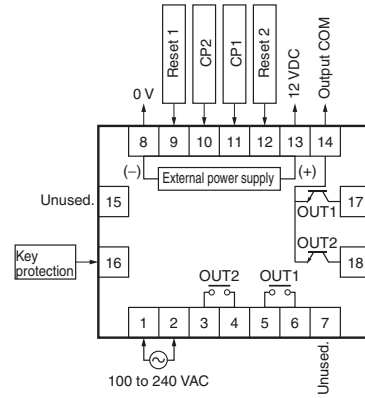 Reset 1
CP2
CP1
Reset 2
12 VDC
Output COM
0 V
8 9 10 11 12 13 14
(−) External power supply (+)
Unused. 15
17
OUT1
Key protection
16
OUT2
18
OUT2 OUT1
1 2 3 4 5 6 7
100 to 240 VAC
Unused.